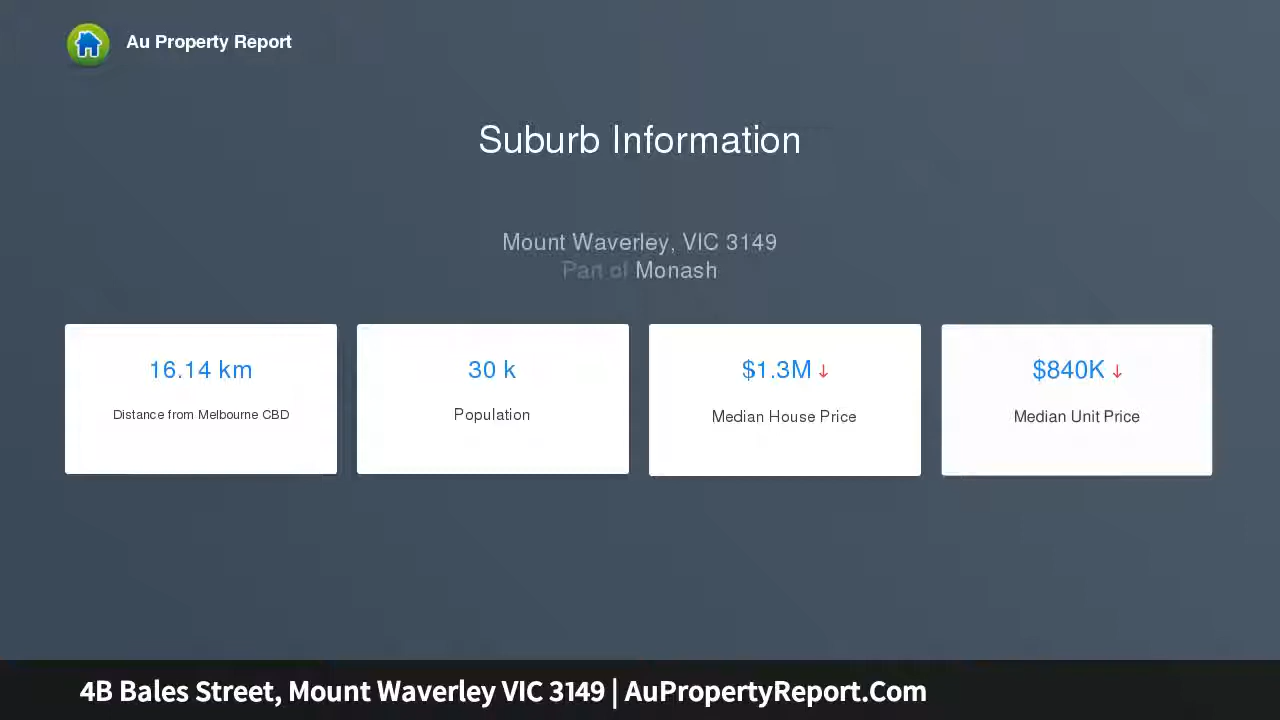 Au Property Report
Suburb Information
Mount Waverley, VIC 3149
Part of Monash
16.14 km
Distance from Melbourne CBD
30 k
Population
$1.3M ↓
Median House Price
$840K ↓
Median Unit Price
4B Bales Street, Mount Waverley VIC 3149 | AuPropertyReport.Com